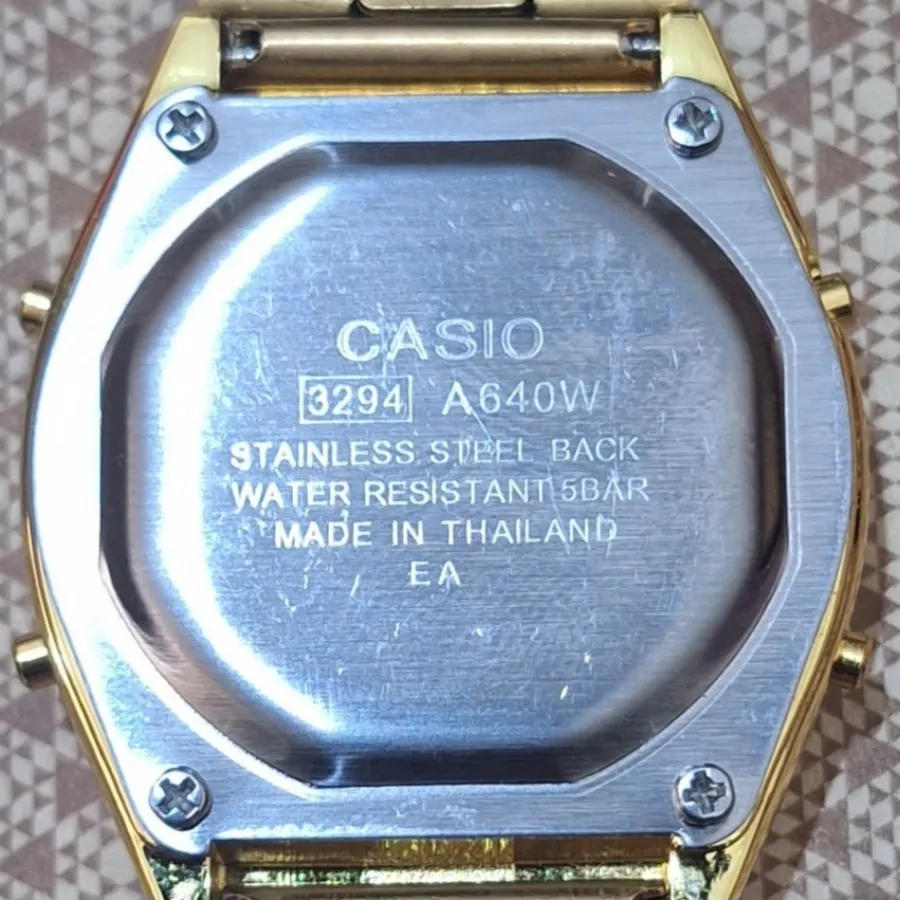 CASIO
3294 A640W
STAINLESS STEEL BACK
WATER RESISTANT 5BAR
MADE IN THAILAND
EA